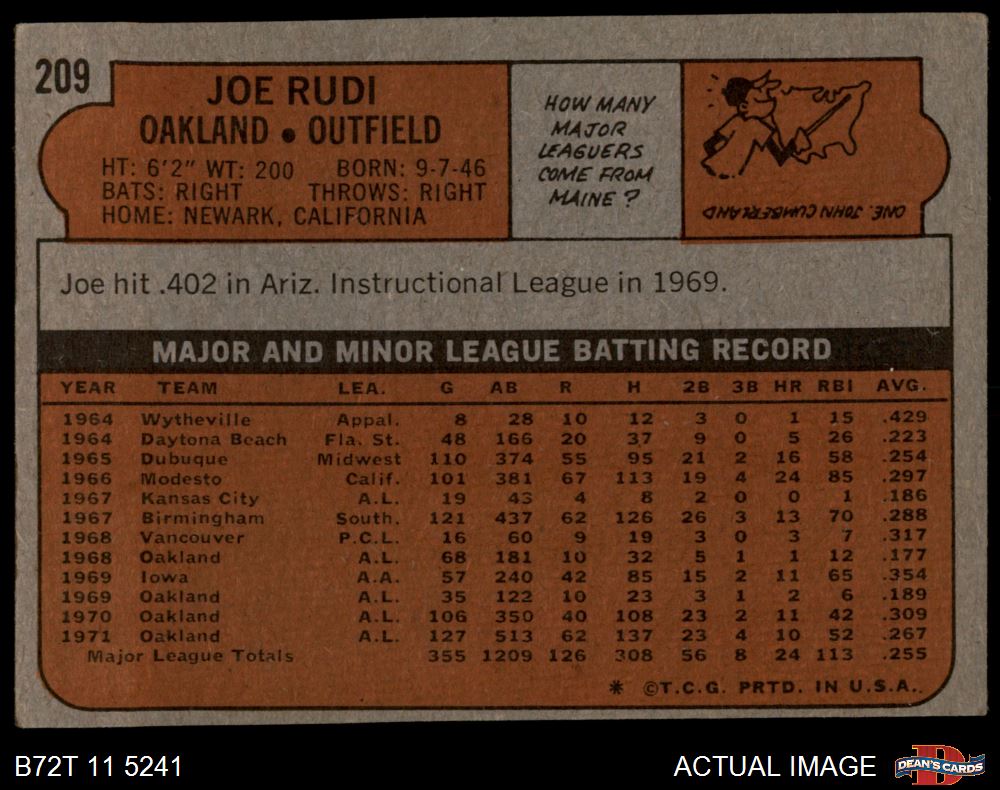 209
JOE RUDI
OAKLAND • OUTFIELD
HT: 6'2" WT: 200 BORN: 9-7-46
BATS: RIGHT THROWS: RIGHT
HOME: NEWARK, CALIFORNIA
HOW MANY
MAJOR
LEAGUERS
COME FROM
MAINE?
ONE. JOHN CUMBERLAND
Joe hit .402 in Ariz. Instructional League in 1969.
MAJOR AND MINOR LEAGUE BATTING RECORD
YEAR TEAM LEA. G AB R H 2B 3B HR RBI AVG.
1964 Wytheville Appal. 8 28 10 12 3 0 1 15 .429
1964 Daytona Beach Fla. St. 48 166 20 37 9 0 5 26 .223
1965 Dubuque Midwest 110 374 55 95 21 2 16 58 .254
1966 Modesto Calif. 101 381 67 113 19 4 24 85 .297
1967 Kansas City A.L. 19 43 4 8 2 0 0 1 .186
1967 Birmingham South. 121 437 62 126 26 3 13 70 .288
1968 Vancouver P.C.L. 16 60 9 19 3 0 3 7 .317
1968 Oakland A.L. 68 181 10 32 5 1 1 12 .177
1969 Iowa A.A. 57 240 42 85 15 2 11 65 .354
1969 Oakland A.L. 35 122 10 23 3 1 2 6 .189
1970 Oakland A.L. 106 350 40 108 23 2 11 42 .309
1971 Oakland A.L. 127 513 62 137 23 4 10 52 .267
Major League Totals 355 1209 126 308 56 8 24 113 .255
* ©T.C.G. PRTD. IN U.S.A.
B72T 11 5241 ACTUAL IMAGE DEAN'S CARDS